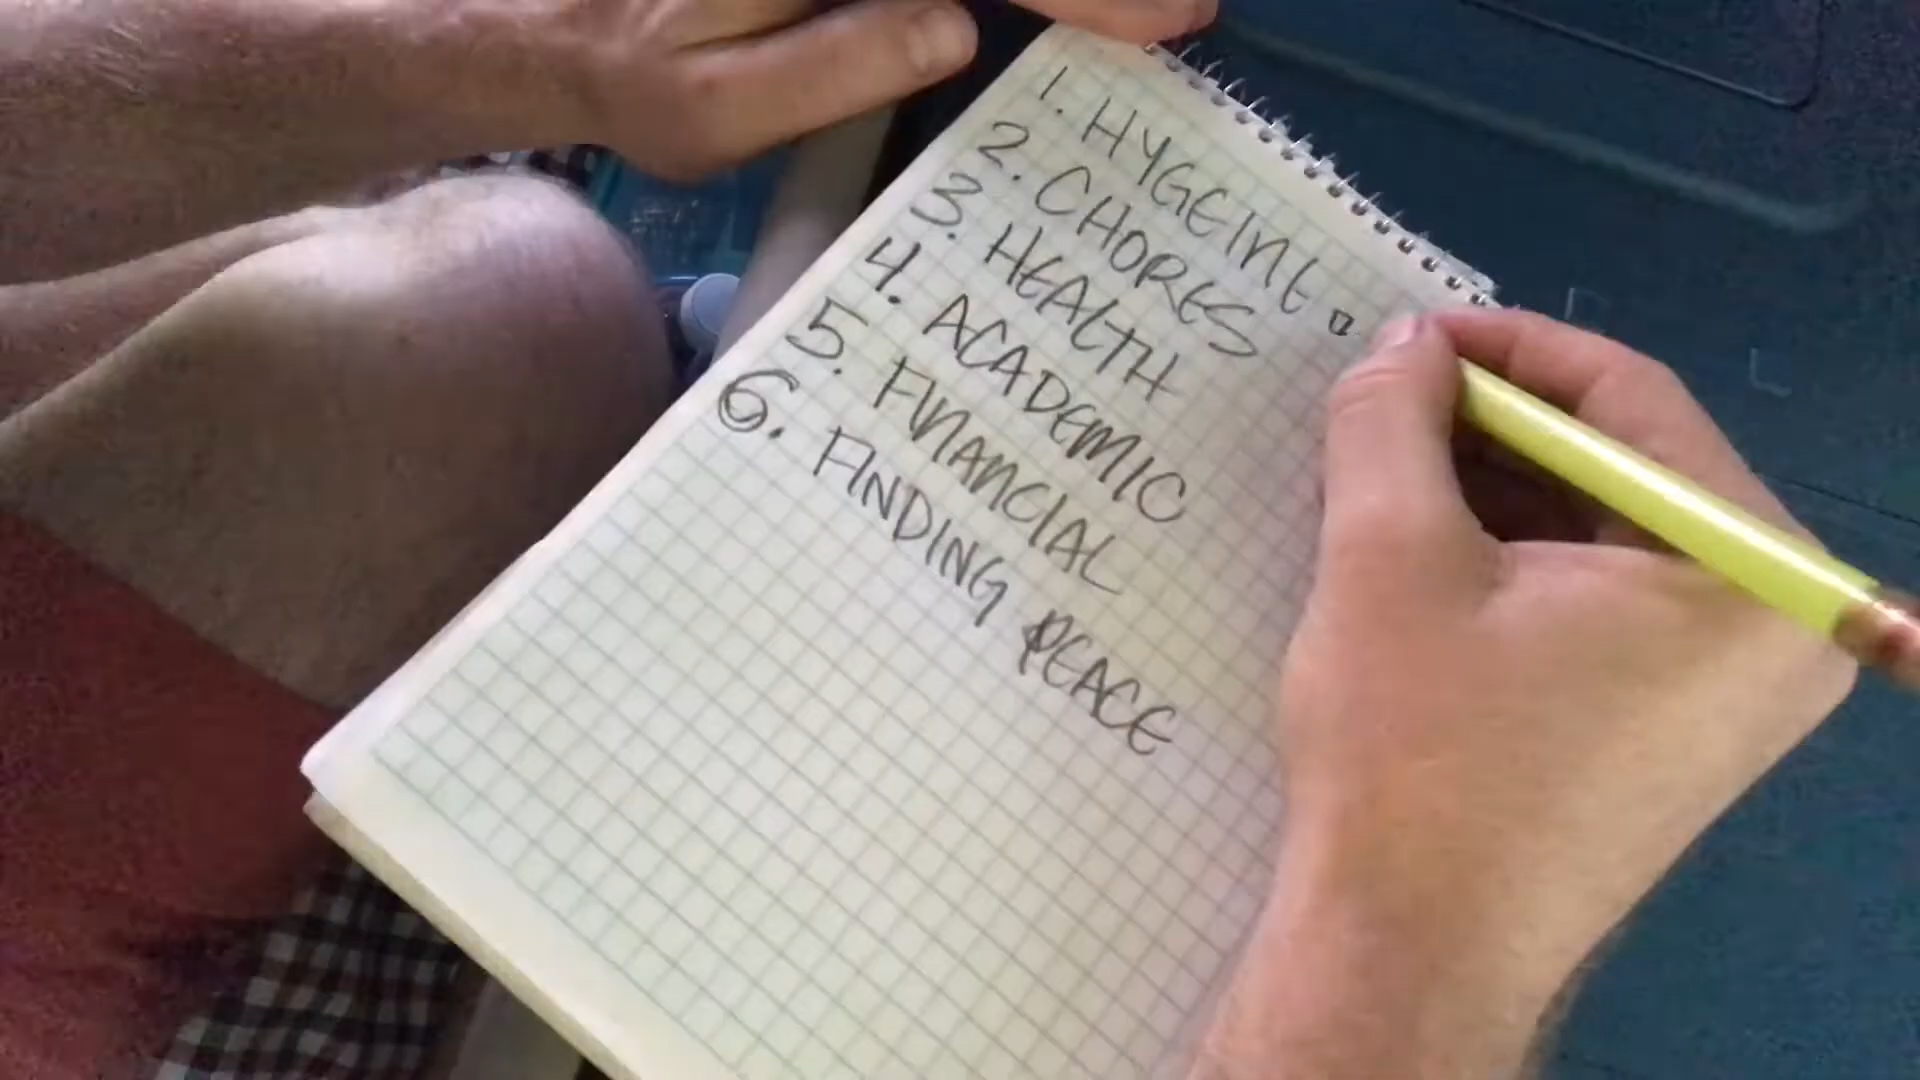 1. HYGEINE
2. CHORES
3. HEALTH
4. ACADEMIC
5. FINANCIAL
6. FINDING PEACE